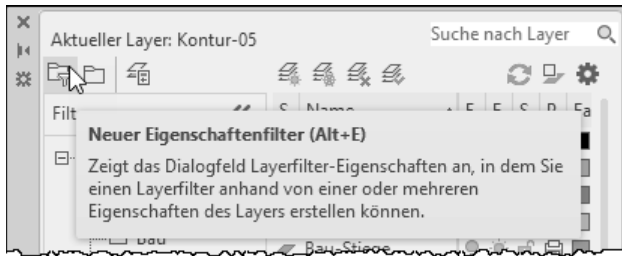 Aktueller Layer: Kontur-05
Suche nach Layer
Filt
S. Name F. F. S. P. Fa
Neuer Eigenschaftenfilter (Alt+E)
Zeigt das Dialogfeld Layerfilter-Eigenschaften an, in dem Sie
einen Layerfilter anhand von einer oder mehreren
Eigenschaften des Layers erstellen können.
Bau
Bau-Stiege